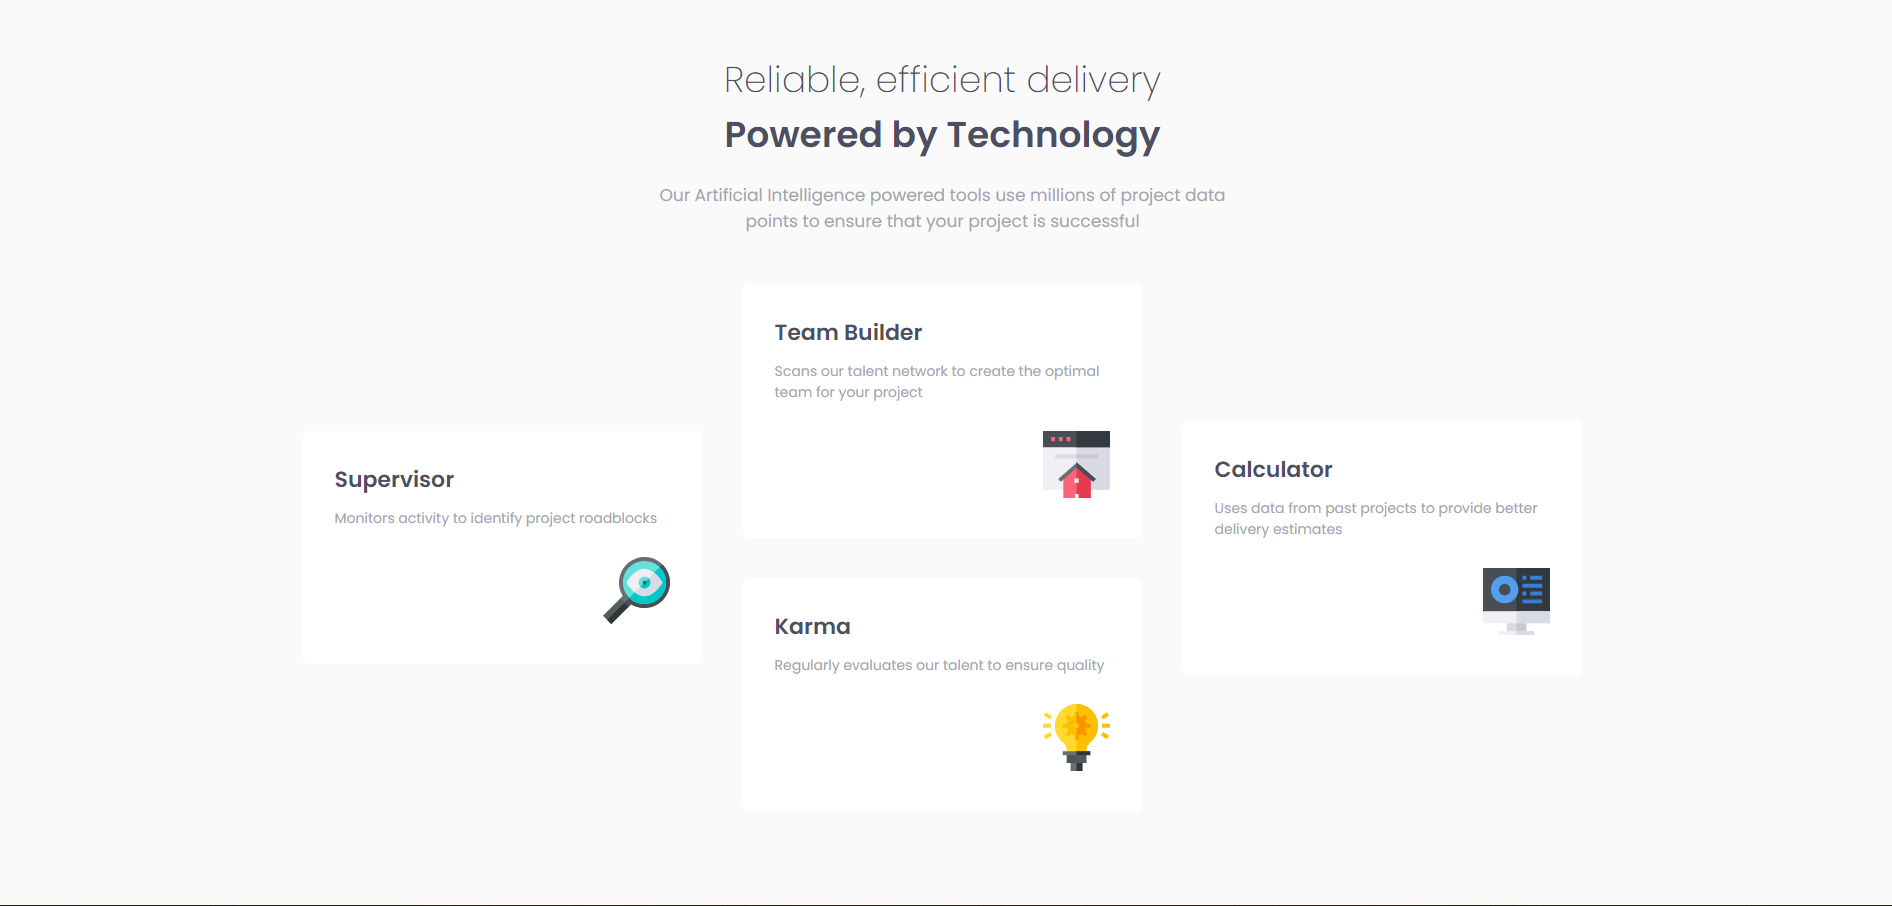 Reliable, efficient delivery
Powered by Technology
Our Artificial Intelligence powered tools use millions of project data
points to ensure that your project is successful
Supervisor
Monitors activity to identify project roadblocks
Team Builder
Scans our talent network to create the optimal
team for your project
Karma
Regularly evaluates our talent to ensure quality
Calculator
Uses data from past projects to provide better
delivery estimates